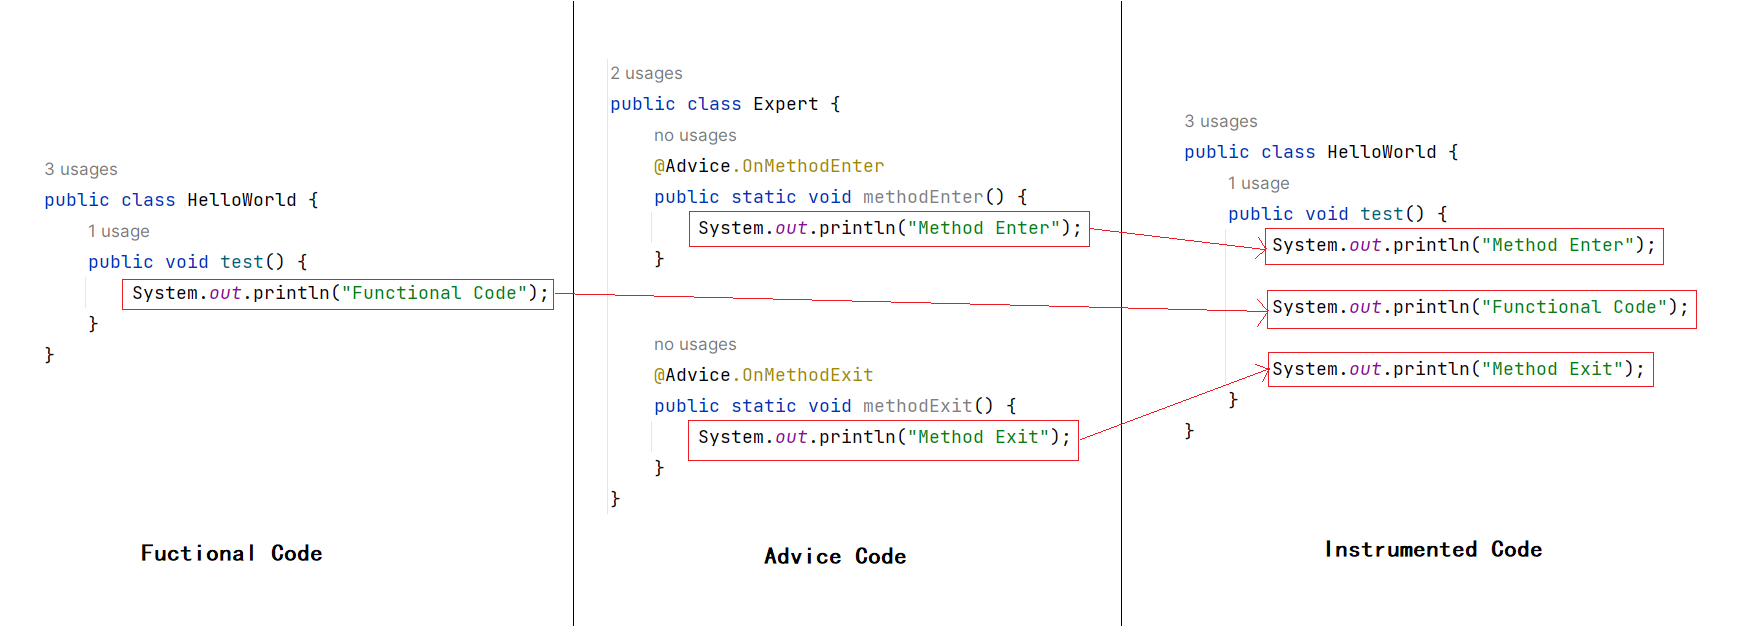 3 usages
public class HelloWorld {
1 usage
public void test() {
System.out.println("Functional Code");
}
}
Fuctional Code
2 usages
public class Expert {
no usages
@Advice.OnMethodEnter
public static void methodEnter() {
System.out.println("Method Enter");
}
no usages
@Advice.OnMethodExit
public static void methodExit() {
System.out.println("Method Exit");
}
}
Advice Code
3 usages
public class HelloWorld {
1 usage
public void test() {
System.out.println("Method Enter");
System.out.println("Functional Code");
System.out.println("Method Exit");
}
}
Instrumented Code